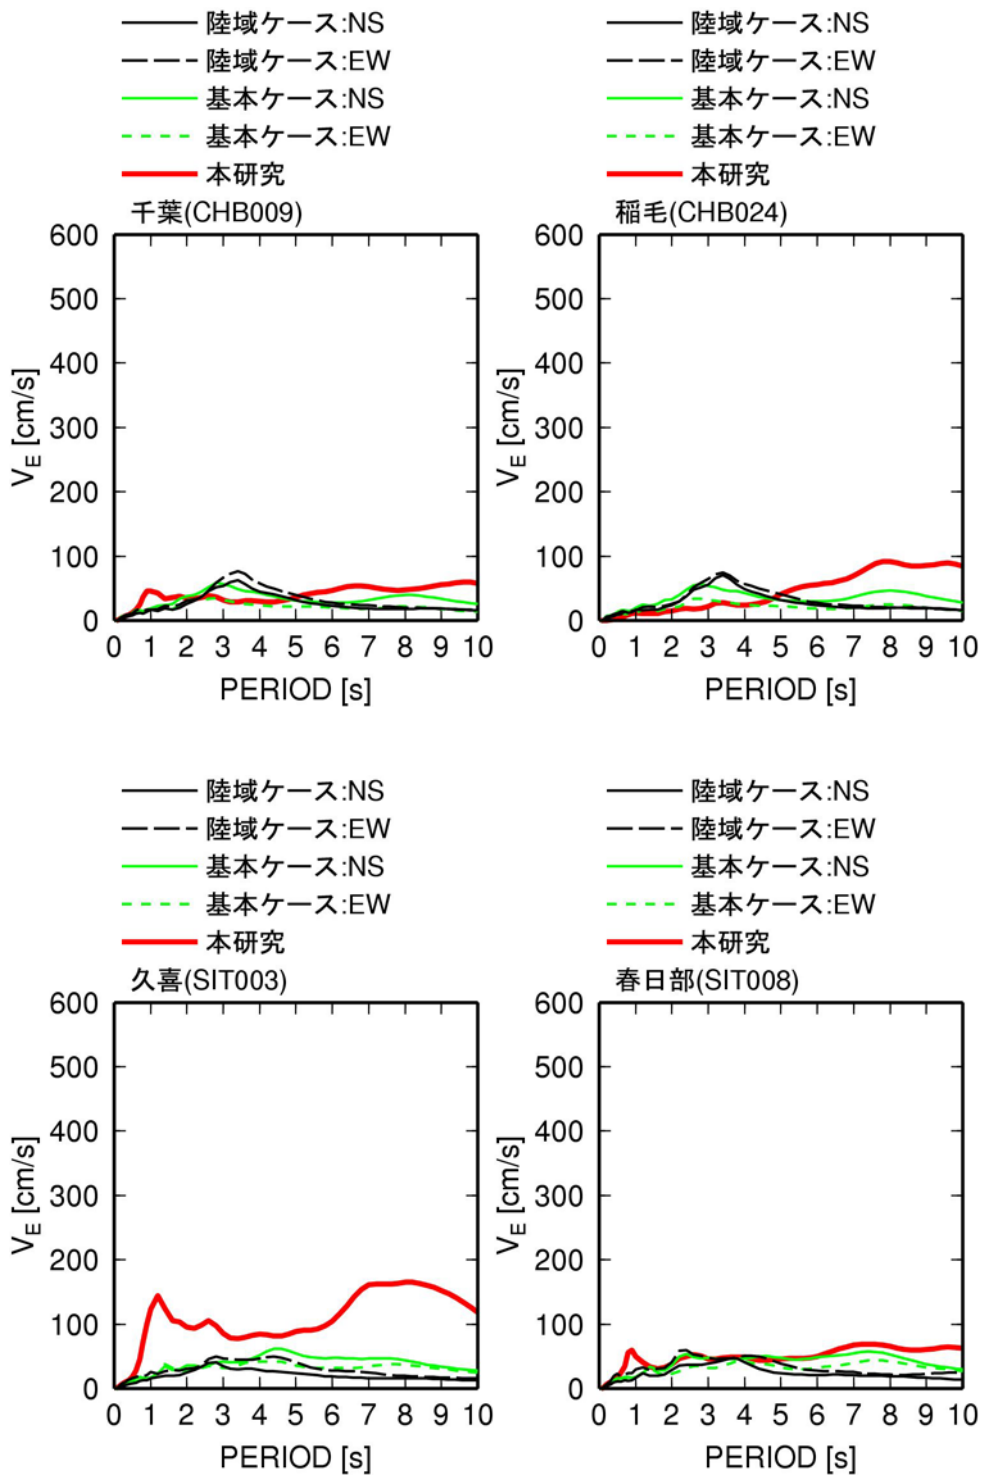 陸域ケース:NS
陸域ケース:EW
基本ケース:NS
基本ケース:EW
本研究
千葉(CHB009)
600
500
400
300
200
100
0
V_E [cm/s]
0 1 2 3 4 5 6 7 8 9 10
PERIOD [s]
陸域ケース:NS
陸域ケース:EW
基本ケース:NS
基本ケース:EW
本研究
稲毛(CHB024)
600
500
400
300
200
100
0
V_E [cm/s]
0 1 2 3 4 5 6 7 8 9 10
PERIOD [s]
陸域ケース:NS
陸域ケース:EW
基本ケース:NS
基本ケース:EW
本研究
久喜(SIT003)
600
500
400
300
200
100
0
V_E [cm/s]
0 1 2 3 4 5 6 7 8 9 10
PERIOD [s]
陸域ケース:NS
陸域ケース:EW
基本ケース:NS
基本ケース:EW
本研究
春日部(SIT008)
600
500
400
300
200
100
0
V_E [cm/s]
0 1 2 3 4 5 6 7 8 9 10
PERIOD [s]